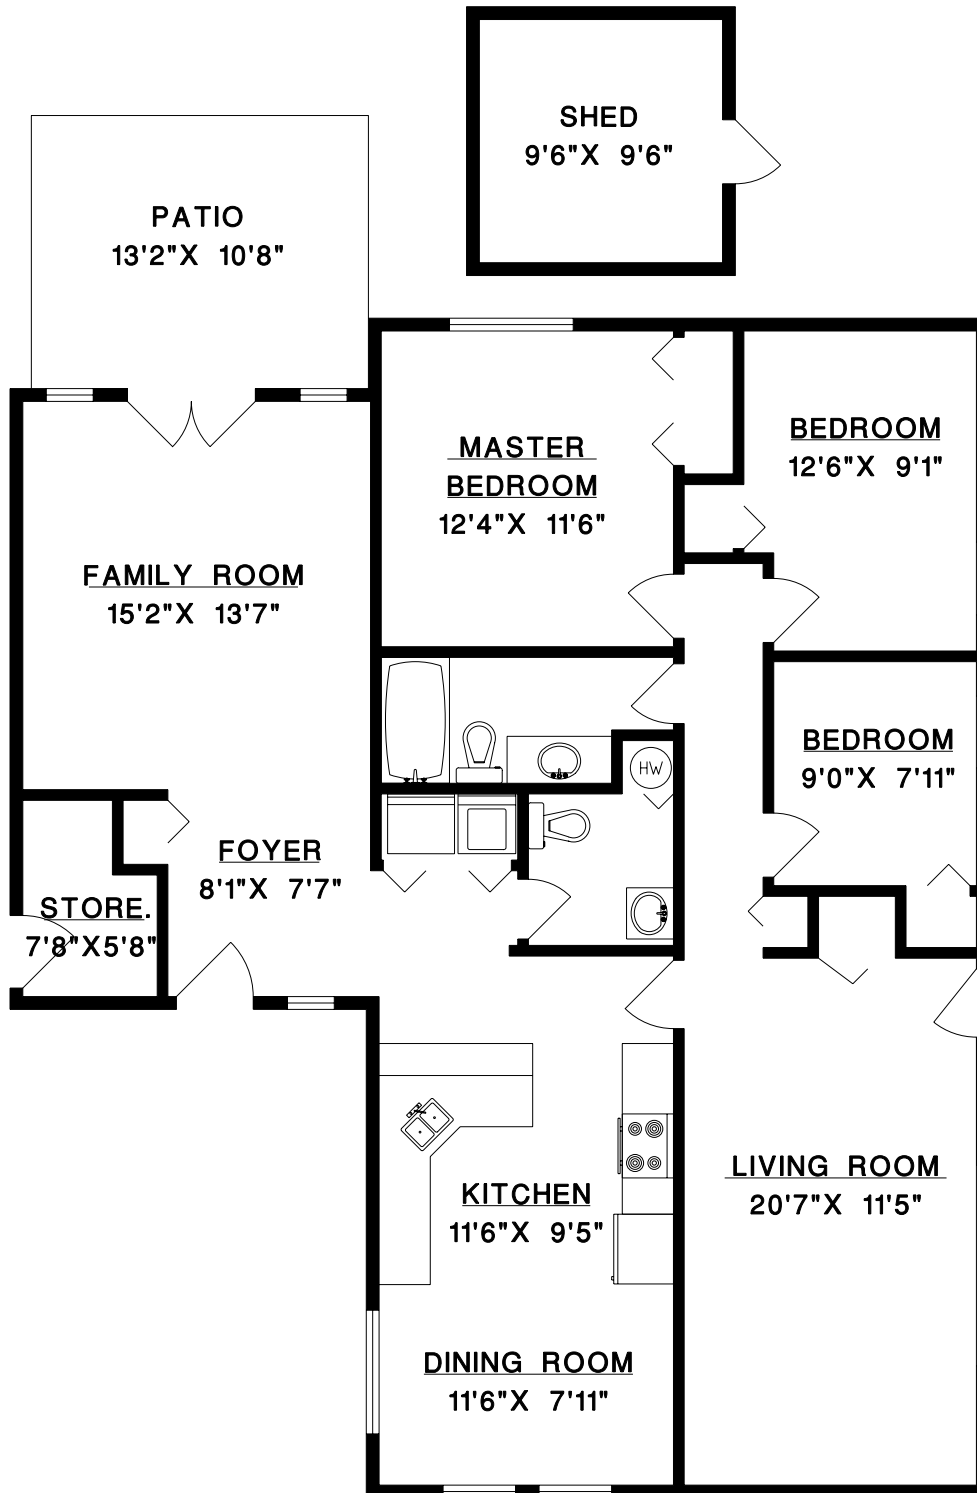 SHED
9'6"X 9'6"
PATIO
13'2"X 10'8"
MASTER
BEDROOM
12'4"X 11'6"
BEDROOM
12'6"X 9'1"
FAMILY ROOM
15'2"X 13'7"
BEDROOM
9'0"X 7'11"
HW
FOYER
8'1"X 7'7"
STORE.
7'8"X5'8"
LIVING ROOM
20'7"X 11'5"
KITCHEN
11'6"X 9'5"
DINING ROOM
11'6"X 7'11"